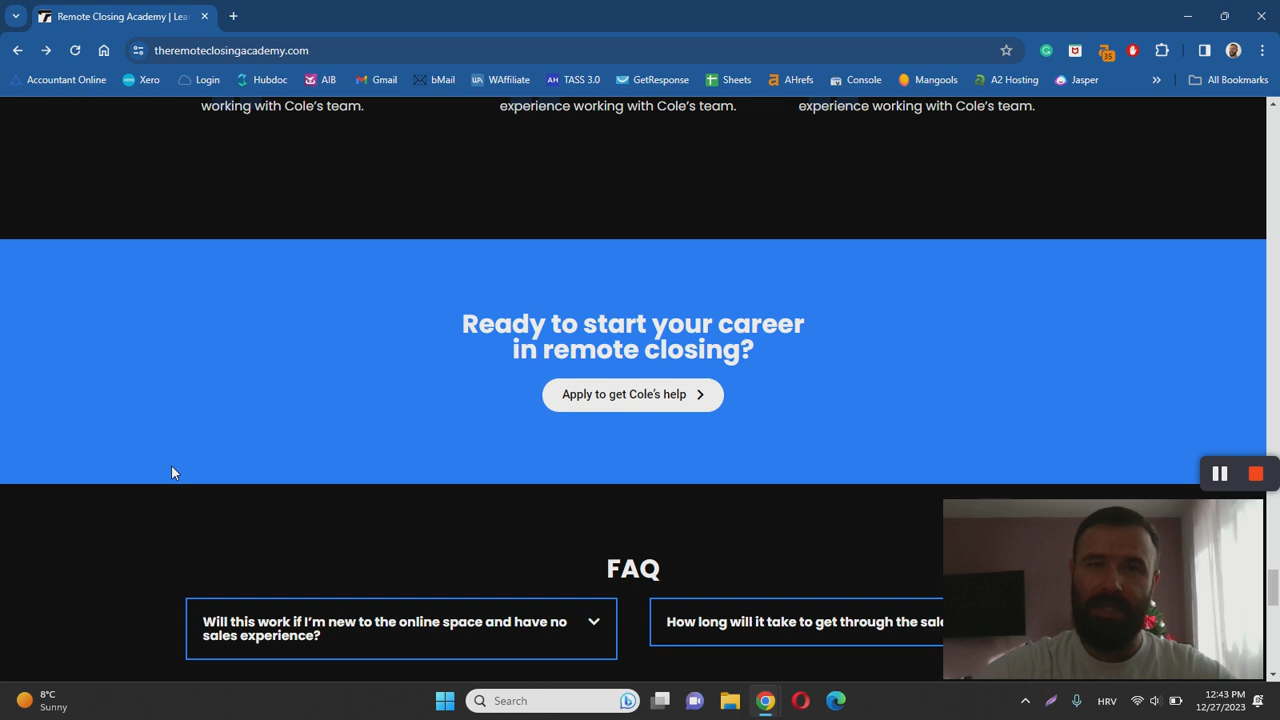 Remote Closing Academy | Lea
theremoteclosingacademy.com
Accountant Online
Xero
Login
Hubdoc
AIB
Gmail
bMail
WAffiliate
TASS 3.0
GetResponse
Sheets
AHrefs
Console
Mangools
A2 Hosting
Jasper
All Bookmarks
working with Cole's team.
experience working with Cole's team.
experience working with Cole's team.
Ready to start your career
in remote closing?
Apply to get Cole's help
FAQ
Will this work if I'm new to the online space and have no
sales experience?
How long will it take to get through the sale
8°C
Sunny
Search
HRV
12:43 PM
12/27/2023